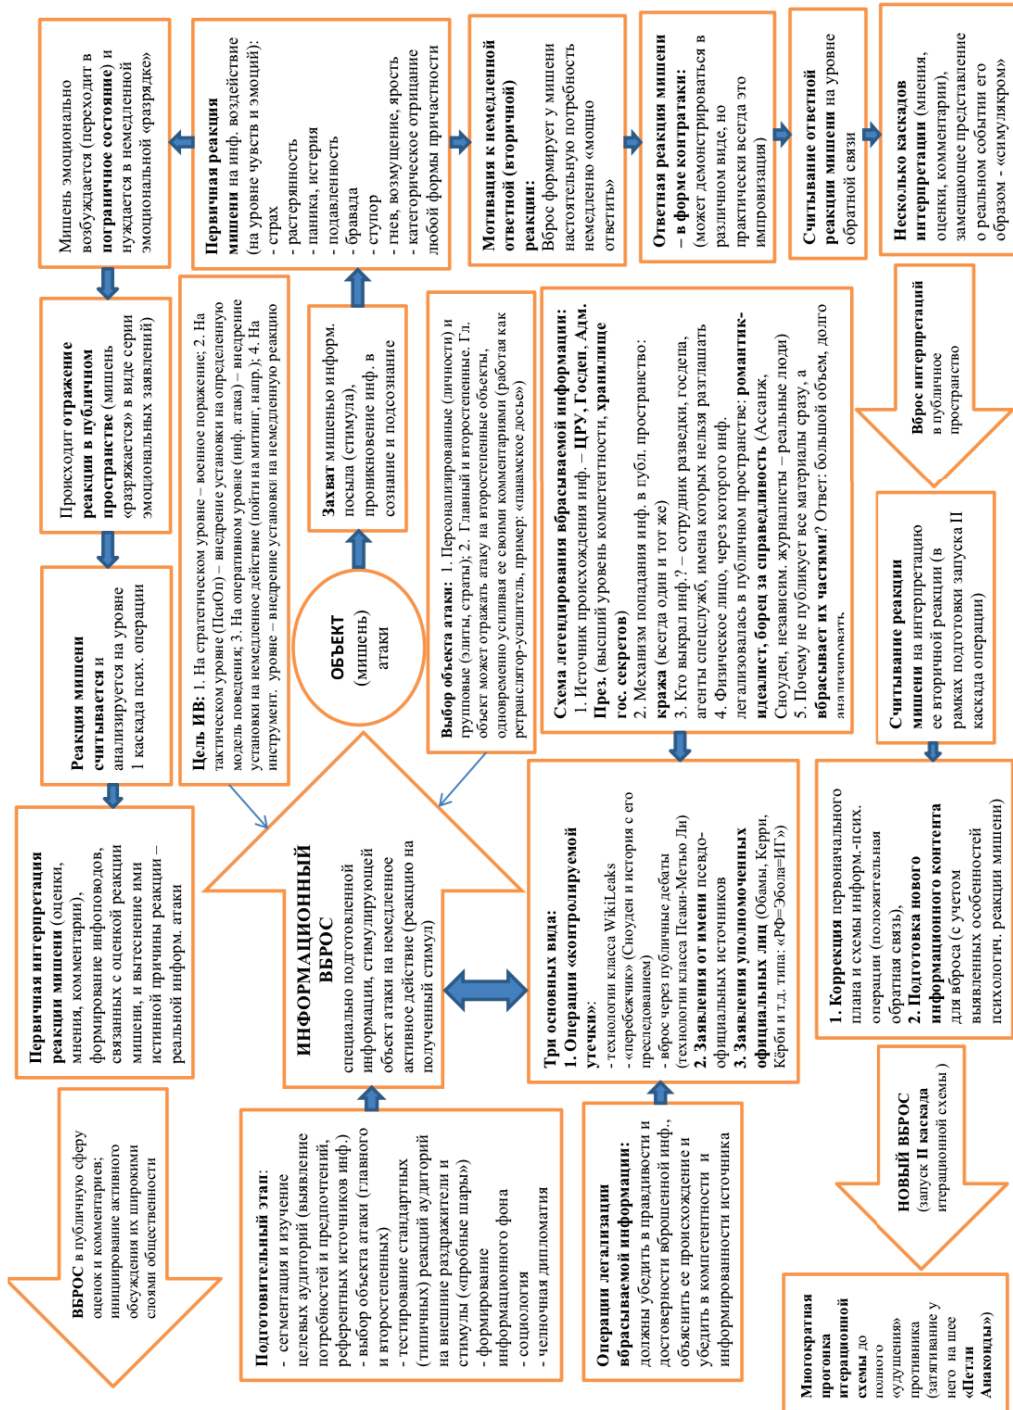 ВБРОС в публичную сферу
оценок и комментариев;
инициирование активного
обсуждения их широкими
слоями общественности
Первичная интерпретация
реакции мишени (оценки,
мнения, комментарии),
формирование инфоповодов,
связанных с оценкой реакции
мишени, и вытеснение ими
истинной причины реакции –
реальной информ. атаки
Реакция мишени
считывается и
анализируется на уровне
1 каскада псих. операции
Происходит отражение
реакции в публичном
пространстве (мишень
«разряжается» в виде серии
эмоциональных заявлений)
Мишень эмоционально
возбуждается (переходит в
пограничное состояние) и
нуждается в немедленной
эмоциональной «разрядке»
Цель ИВ: 1. На стратегическом уровне – военное поражение; 2. На
тактическом уровне (ПсиОп) – внедрение установки на определенную
модель поведения; 3. На оперативном уровне (инф. атака) – внедрение
установки на немедленное действие (пойти на митинг, напр.); 4. На
инструмент. уровне – внедрение установки на немедленную реакцию
Первичная реакция
мишени на инф. воздействие
(на уровне чувств и эмоций):
- страх
- растерянность
- паника, истерия
- подавленность
- бравада
- ступор
- гнев, возмущение, ярость
- категорическое отрицание
любой формы причастности
Подготовительный этап:
- сегментация и изучение
целевых аудиторий (выявление
потребностей и предпочтений,
референтных источников инф.)
- выбор объекта атаки (главного
и второстепенных)
- тестирование стандартных
(типичных) реакций аудиторий
на внешние раздражители и
стимулы («пробные шары»)
- формирование
информационного фона
- социология
- челночная дипломатия
ИНФОРМАЦИОННЫЙ
ВБРОС
специально подготовленной
информации, стимулирующей
объект атаки на немедленное
активное действие (реакцию на
полученный стимул)
ОБЪЕКТ
(мишень)
атаки
Захват мишенью информ.
посыла (стимула),
проникновение инф. в
сознание и подсознание
Выбор объекта атаки: 1. Персонализированные (личности) и
групповые (элиты, страты); 2. Главный и второстепенные. Гл.
объект может отражать атаку на второстепенные объекты,
одновременно усиливая ее своими комментариями (работая как
ретранслятор-усилитель, пример: «панамское досье»)
Мотивация к немедленной
ответной (вторичной)
реакции:
Вброс формирует у мишени
настоятельную потребность
немедленно «мощно
ответить»
Операции легализации
вбрасываемой информации:
должны убедить в правдивости и
достоверности вброшенной инф.,
объяснить ее происхождение и
убедить в компетентности и
информированности источника
Три основных вида:
1. Операции «контролируемой
утечки»:
- технологии класса WikiLeaks
- «перебежчик» (Сноуден и история с его
преследованием)
- вброс через публичные дебаты
(технологии класса Псаки-Метью Ли)
2. Заявления от имени псевдо-
официальных источников
3. Заявления уполномоченных
официальных лиц (Обамы, Керри,
Кёрби и т.д. типа: «РФ=Эбола=ИГ»)
Схема легендирования вбрасываемой информации:
1. Источник происхождения инф. – ЦРУ, Госдеп, Адм.
През. (высший уровень компетентности, хранилище
гос. секретов)
2. Механизм попадания инф. в публ. пространство:
кража (всегда один и тот же)
3. Кто выкрал инф.? – сотрудник разведки, госдепа,
агенты спецслужб, имена которых нельзя разглашать
4. Физическое лицо, через которого инф.
легализовалась в публичном пространстве: романтик-
идеалист, борец за справедливость (Ассанж,
Сноуден, независим. журналисты – реальные люди)
5. Почему не публикует все материалы сразу, а
вбрасывает их частями? Ответ: большой объем, долго
анализировать.
Ответная реакция мишени
– в форме контратаки:
(может демонстрироваться в
различном виде, но
практически всегда это
импровизация)
Считывание ответной
реакции мишени на уровне
обратной связи
Многократная
прогонка
итерационной
схемы до
полного
«удушения»
противника
(затягивание у
него на шее
«Петли
Анаконды»)
НОВЫЙ ВБРОС
(запуск II каскада
итерационной схемы )
1. Коррекция первоначального
плана и схемы информ.-псих.
операции (положительная
обратная связь),
2. Подготовка нового
информационного контента
для вброса (с учетом
выявленных особенностей
психологич. реакции мишени)
Считывание реакции
мишени на интерпретацию
ее вторичной реакции (в
рамках подготовки запуска II
каскада операции)
Вброс интерпретаций
в публичное
пространство
Несколько каскадов
интерпретации (мнения,
оценки, комментарии),
замещающее представление
о реальном событии его
образом - «симулякром»